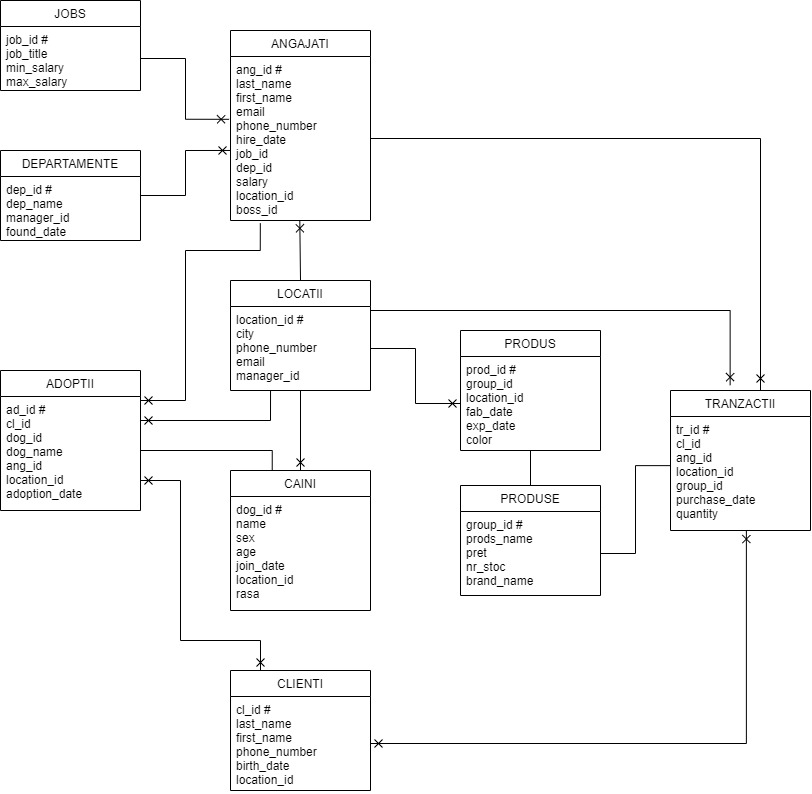 JOBS
job_id #
job_title
min_salary
max_salary
ANGAJATI
ang_id #
last_name
first_name
email
phone_number
hire_date
job_id
dep_id
salary
location_id
boss_id
DEPARTAMENTE
dep_id #
dep_name
manager_id
found_date
LOCATII
location_id #
city
phone_number
email
manager_id
PRODUS
prod_id #
group_id
location_id
fab_date
exp_date
color
ADOPTII
ad_id #
cl_id
dog_id
dog_name
ang_id
location_id
adoption_date
TRANZACTII
tr_id #
cl_id
ang_id
location_id
group_id
purchase_date
quantity
CAINI
dog_id #
name
sex
age
join_date
location_id
rasa
PRODUSE
group_id #
prods_name
pret
nr_stoc
brand_name
CLIENTI
cl_id #
last_name
first_name
phone_number
birth_date
location_id